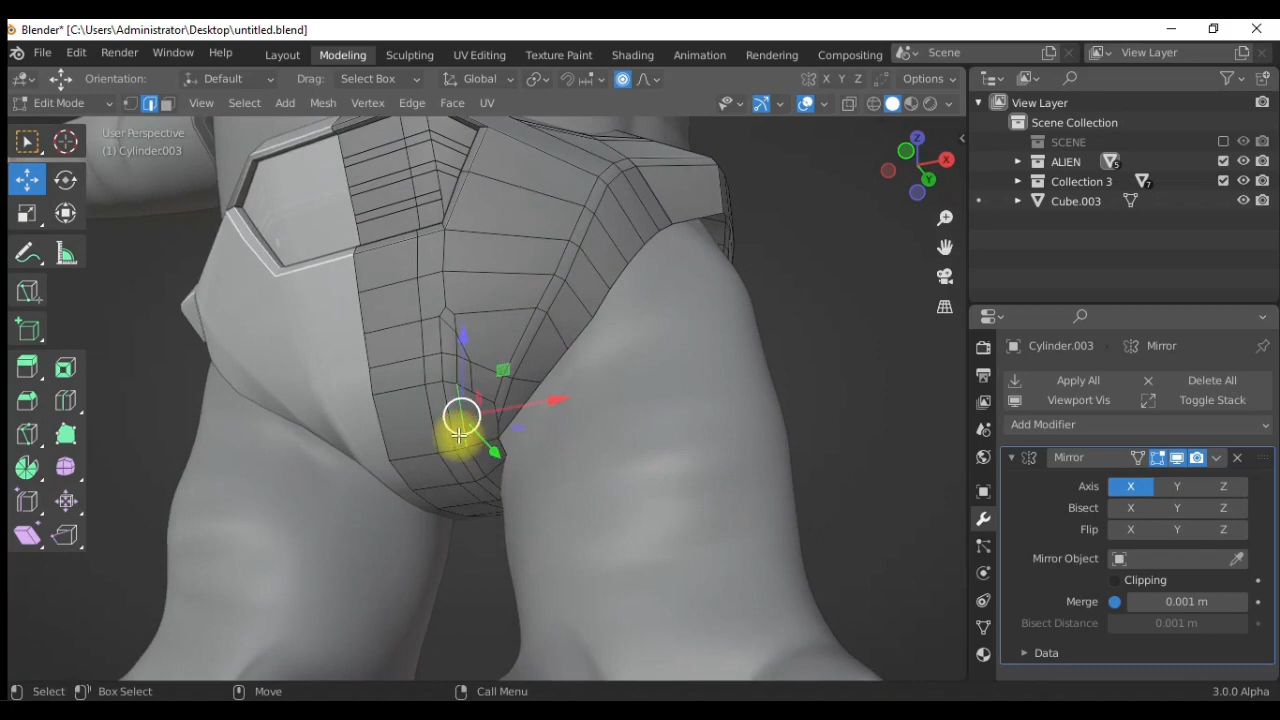 Blender* [C:\Users\Administrator\Desktop\untitled.blend]
File Edit Render Window Help Layout Modeling Sculpting UV Editing Texture Paint Shading Animation Rendering Compositing Scene View Layer
Orientation: Default Drag: Select Box Global X Y Z Options
Edit Mode View Select Add Mesh Vertex Edge Face UV
User Perspective
(1) Cylinder.003
Z
X
Y
View Layer
Scene Collection
SCENE
ALIEN 5
Collection 3 7
Cube.003
Cylinder.003 Mirror
Apply All Delete All
Viewport Vis Toggle Stack
Add Modifier
Mirror
Axis X Y Z
Bisect X Y Z
Flip X Y Z
Mirror Object
Clipping
Merge 0.001 m
Bisect Distance 0.001 m
Data
Select Box Select Move Call Menu 3.0.0 Alpha